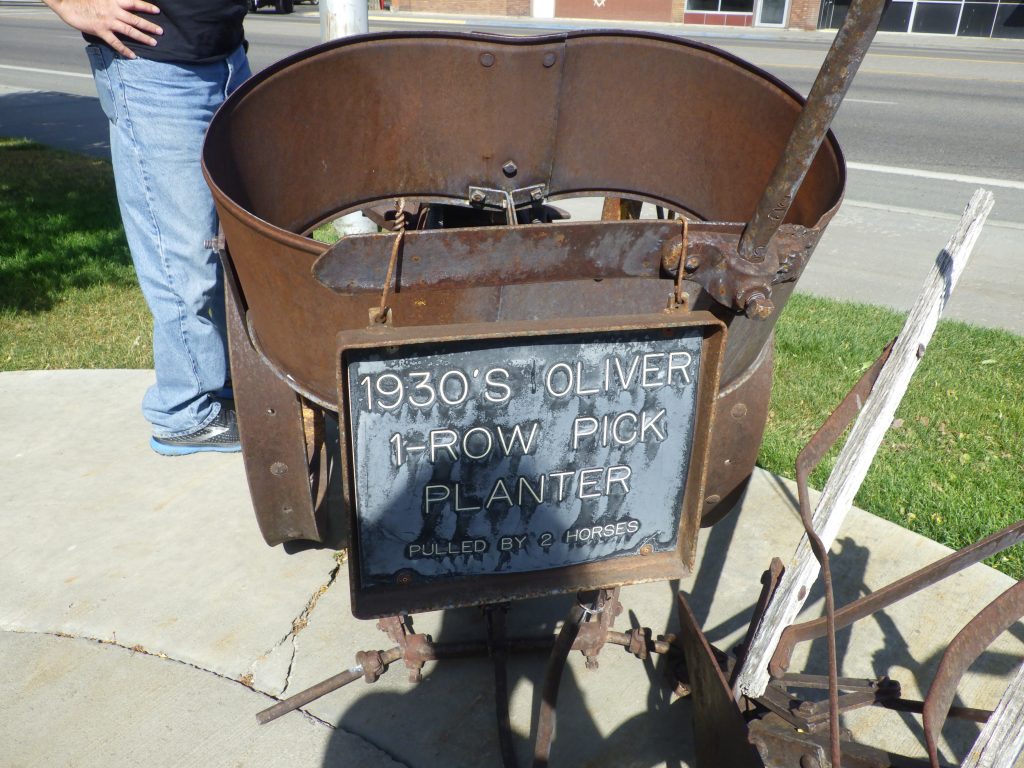 1930'S OLIVER
1-ROW PICK
PLANTER
PULLED BY 2 HORSES